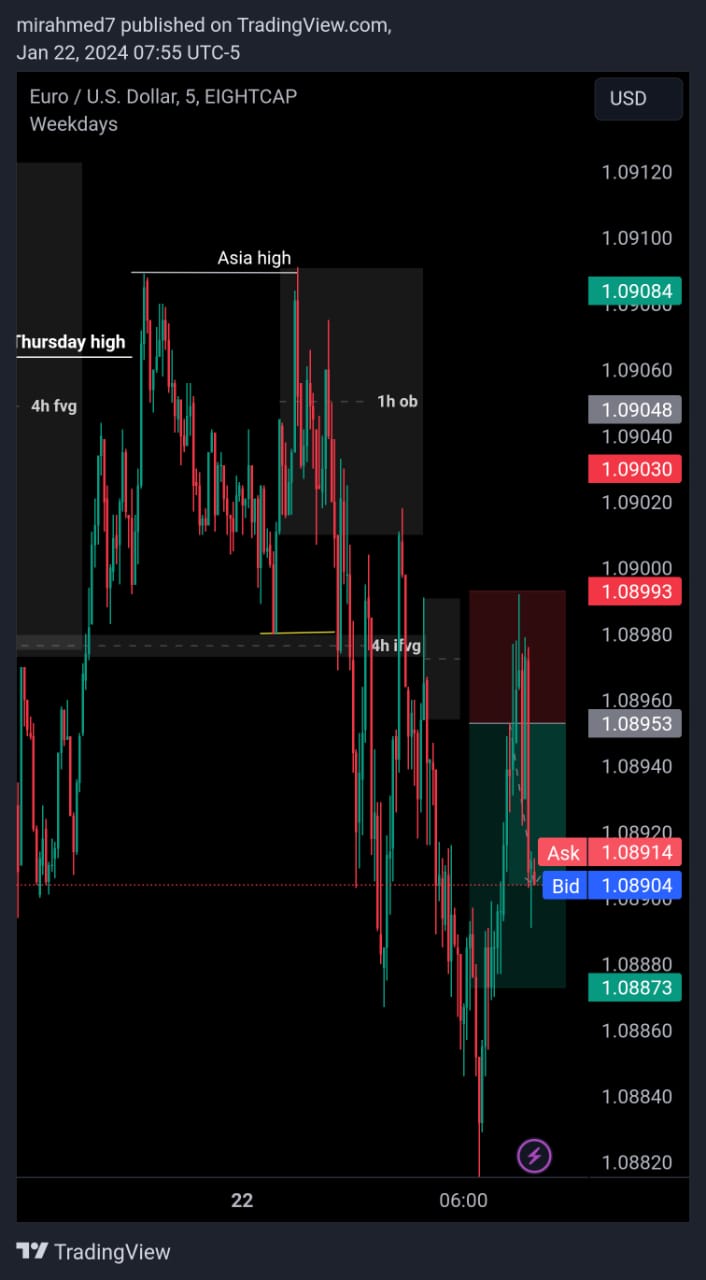 mirahmed7 published on TradingView.com,
Jan 22, 2024 07:55 UTC-5
Euro / U.S. Dollar, 5, EIGHTCAP
USD
Weekdays
1.09120
1.09100
Asia high
1.09084
1.09080
Thursday high
1.09060
4h fvg
1h ob
1.09048
1.09040
1.09030
1.09020
1.09000
1.08993
1.08980
4h ifvg
1.08960
1.08953
1.08940
1.08920
Ask 1.08914
Bid 1.08904
1.08900
1.08880
1.08873
1.08860
1.08840
1.08820
22
06:00
TradingView